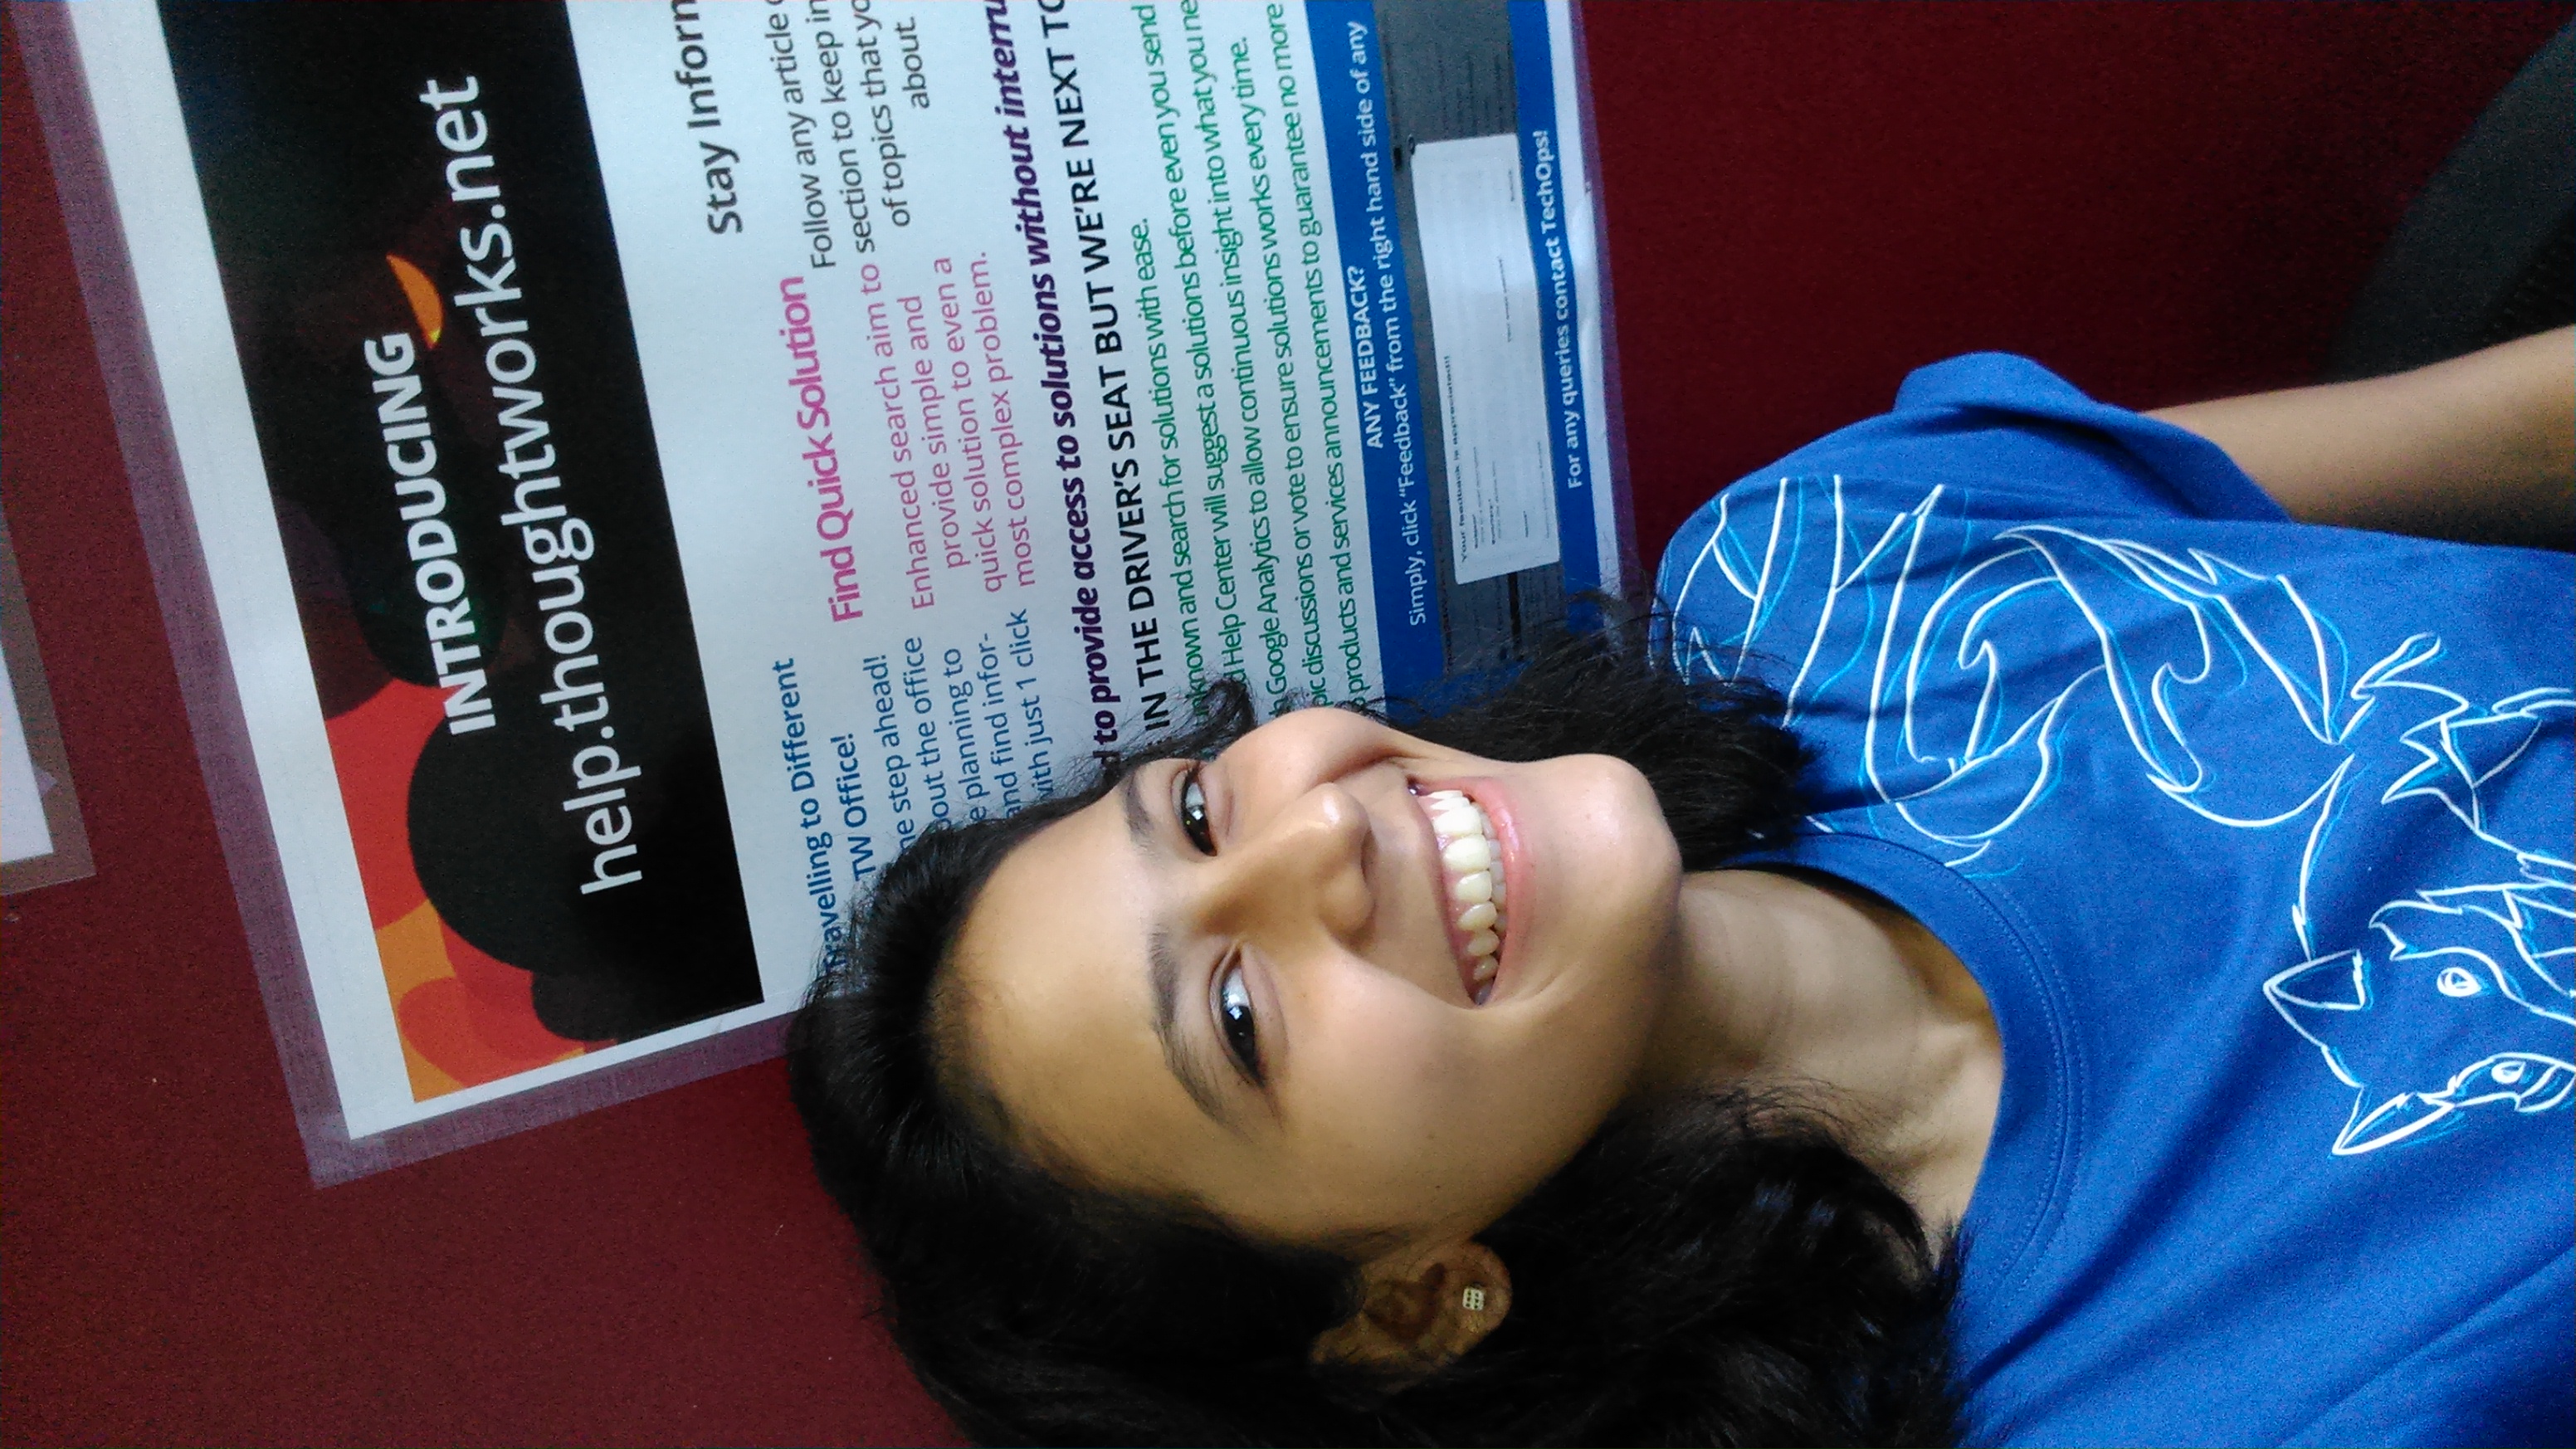 INTRODUCING
help.thoughtworks.net
Travelling to Different
TW Office!
step ahead!
the office
planning to
and find infor-
with just 1 click
Find Quick Solution
Enhanced search aim to
provide simple and
quick solution to even a
most complex problem.
Stay Inform
Follow any article
section to keep in
of topics that yo
about.
to provide access to solutions without interru
IN THE DRIVER'S SEAT BUT WE'RE NEXT TO
unknown and search for solutions with ease.
Help Center will suggest a solutions before even you send
Google Analytics to allow continuous insight into what you ne
discussions or vote to ensure solutions works every time.
products and services announcements to guarantee no more
ANY FEEDBACK?
Simply, click "Feedback" from the right hand side of any
Your feedback is appreciated!!!
For any queries contact TechOps!